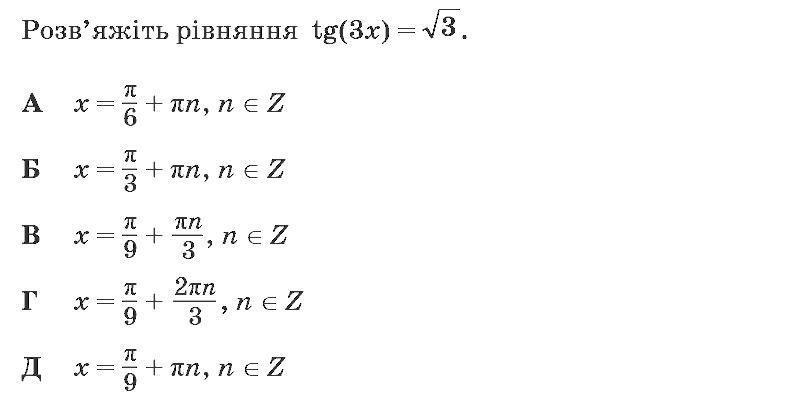 Розв’яжіть рівняння tg(3x) = √3.
А x = π/6 + πn, n ∈ Z
Б x = π/3 + πn, n ∈ Z
В x = π/9 + πn/3, n ∈ Z
Г x = π/9 + 2πn/3, n ∈ Z
Д x = π/9 + πn, n ∈ Z